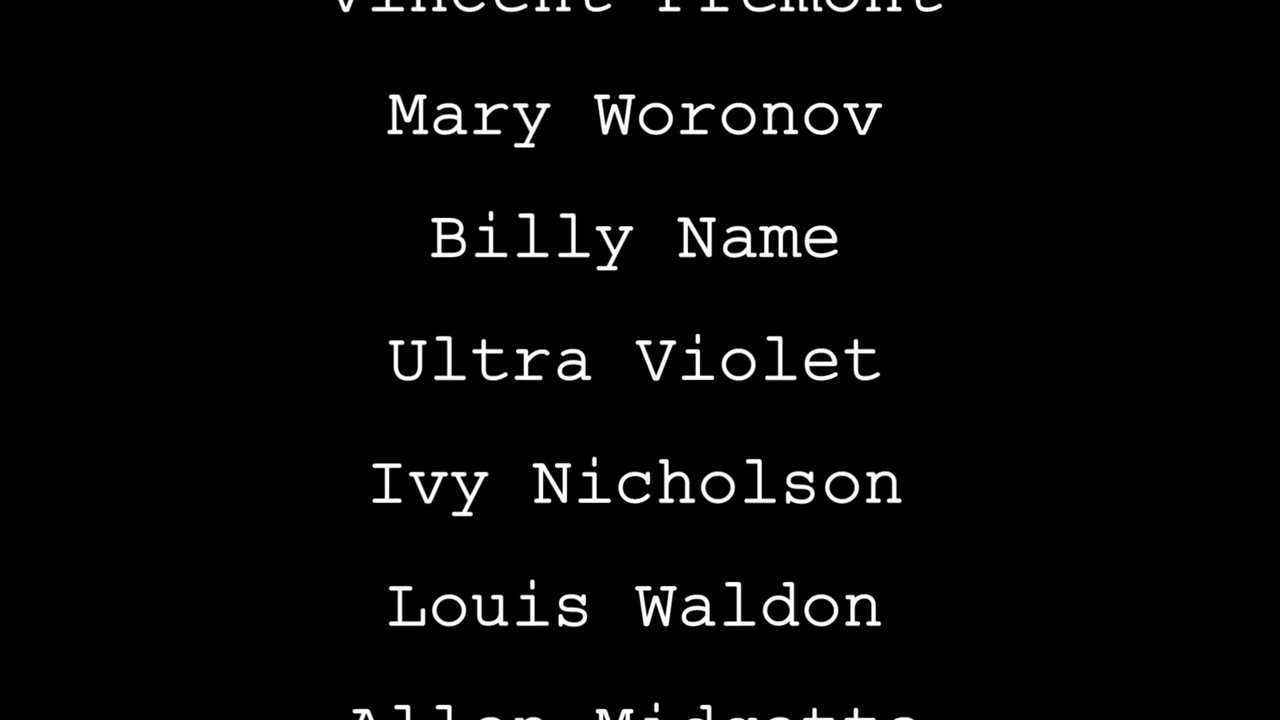 Vincent Fremont
Mary Woronov
Billy Name
Ultra Violet
Ivy Nicholson
Louis Waldon
Allen Midgette